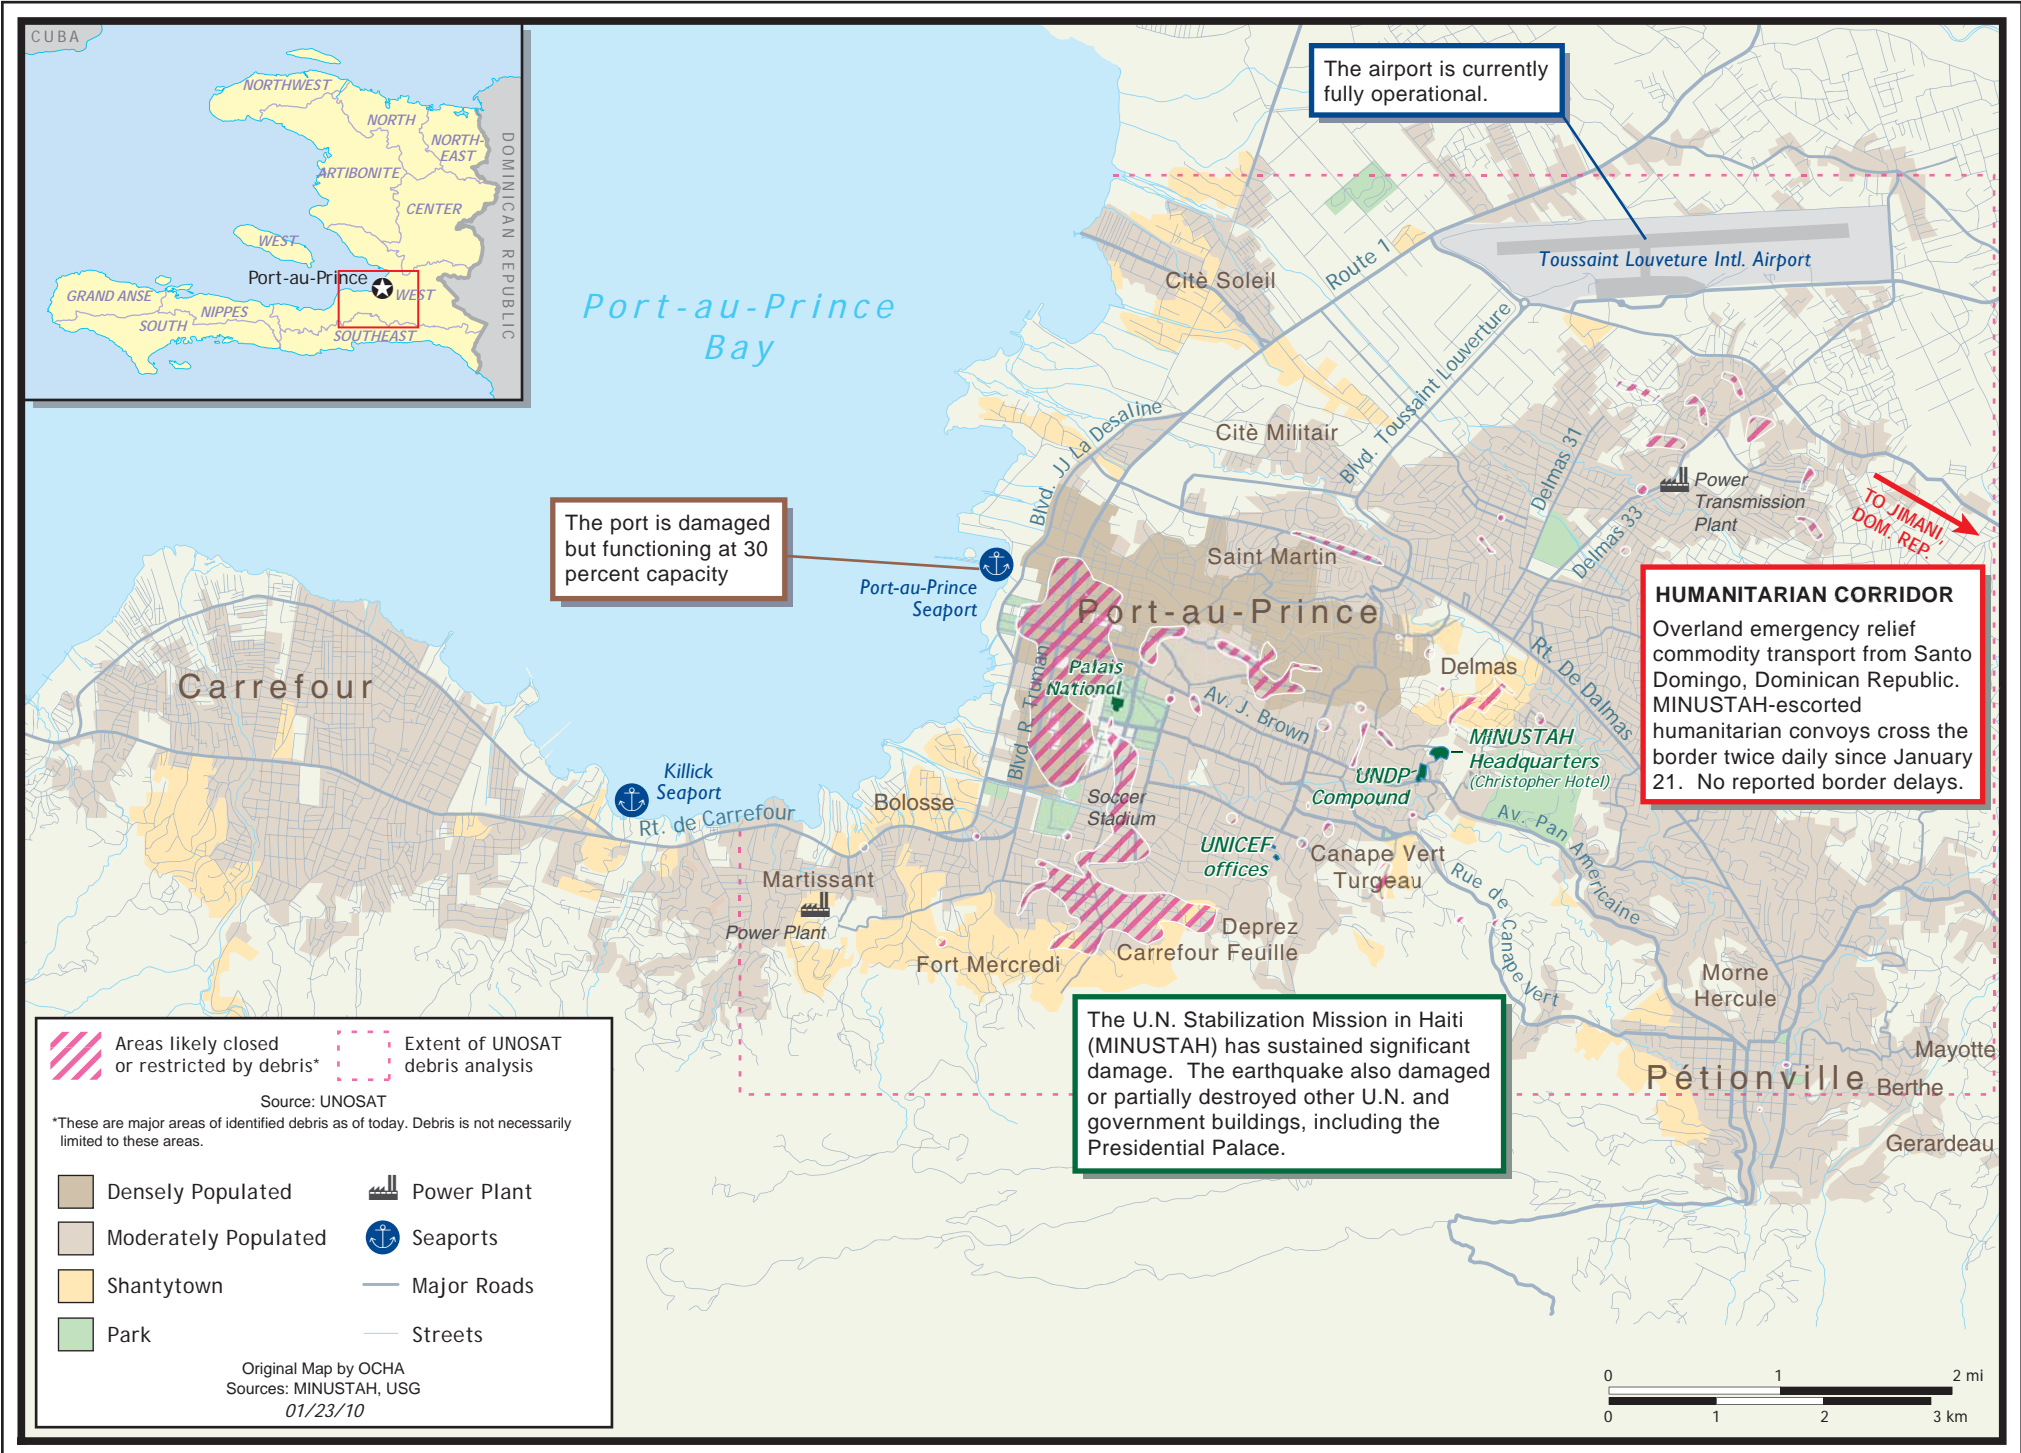 CUBA
NORTHWEST
NORTH
NORTH-
EAST
ARTIBONITE
CENTER
WEST
Port-au-Prince
WEST
GRAND ANSE
NIPPES
SOUTH
SOUTHEAST
DOMINICAN REPUBLIC
Port-au-Prince
Bay
The airport is currently
fully operational.
Toussaint Louveture Intl. Airport
Route 1
Citè Soleil
Blvd. Toussaint Louverture
Blvd. JJ La Desaline
Citè Militair
Delmas 31
Delmas 33
Power
Transmission
Plant
TO JIMANI,
DOM. REP.
The port is damaged
but functioning at 30
percent capacity
Port-au-Prince
Seaport
Saint Martin
Port-au-Prince
HUMANITARIAN CORRIDOR
Overland emergency relief
commodity transport from Santo
Domingo, Dominican Republic.
MINUSTAH-escorted
humanitarian convoys cross the
border twice daily since January
21.  No reported border delays.
Palais
National
Blvd R. Truman
Av. J. Brown
Delmas
Rt. De Dalmas
Carrefour
MINUSTAH
Headquarters
(Christopher Hotel)
UNDP
Compound
Killick
Seaport
Rt. de Carrefour
Bolosse
Soccer
Stadium
UNICEF
offices
Canape Vert
Turgeau
Av. Pan Americaine
Rue de Canape Vert
Martissant
Power Plant
Fort Mercredi
Deprez
Carrefour Feuille
Morne
Hercule
Pétionville
Mayotte
Berthe
Gerardeau
The U.N. Stabilization Mission in Haiti
(MINUSTAH) has sustained significant
damage.  The earthquake also damaged
or partially destroyed other U.N. and
government buildings, including the
Presidential Palace.
Areas likely closed
or restricted by debris*
Extent of UNOSAT
debris analysis
Source: UNOSAT
*These are major areas of identified debris as of today. Debris is not necessarily
limited to these areas.
Densely Populated
Power Plant
Moderately Populated
Seaports
Shantytown
Major Roads
Park
Streets
Original Map by OCHA
Sources: MINUSTAH, USG
01/23/10
0 1 2 mi
0 1 2 3 km